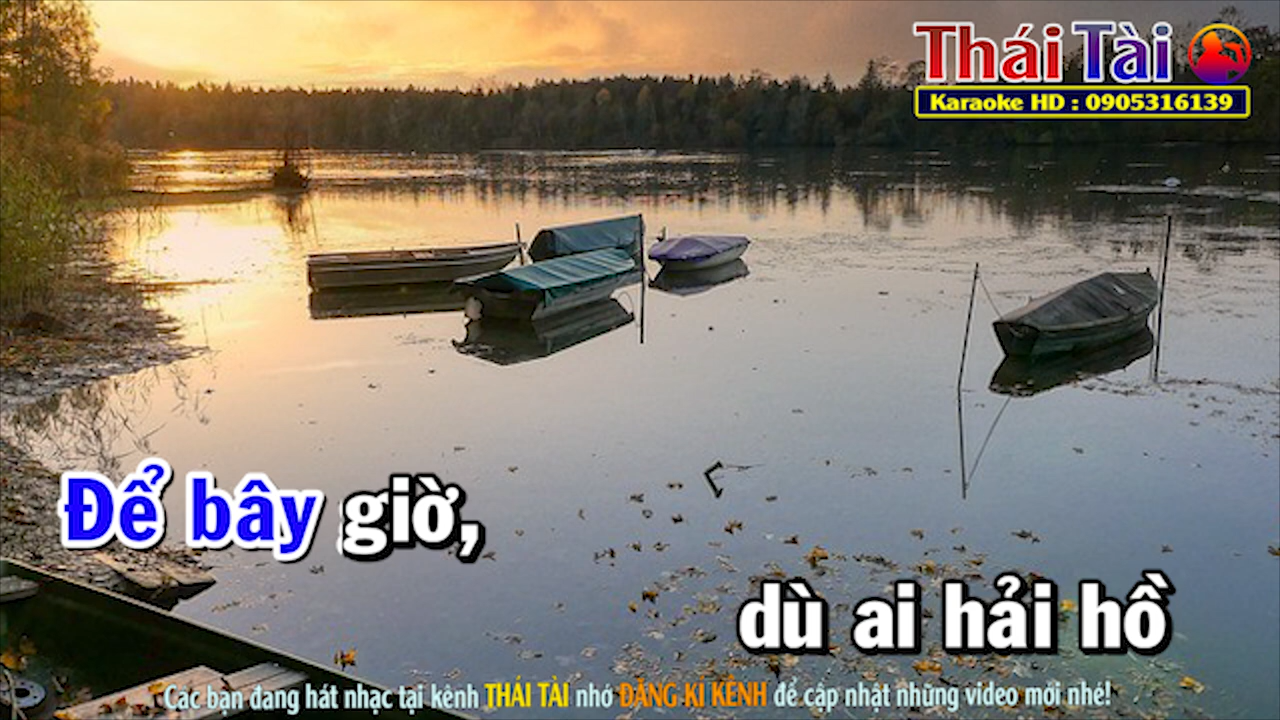 Thái Tài
Karaoke HD : 0905316139
Để bây giờ,
dù ai hải hồ
Các bạn đang hát nhạc tại kênh THÁI TÀI nhớ ĐĂNG KÍ KÊNH để cập nhật những video mới nhé!